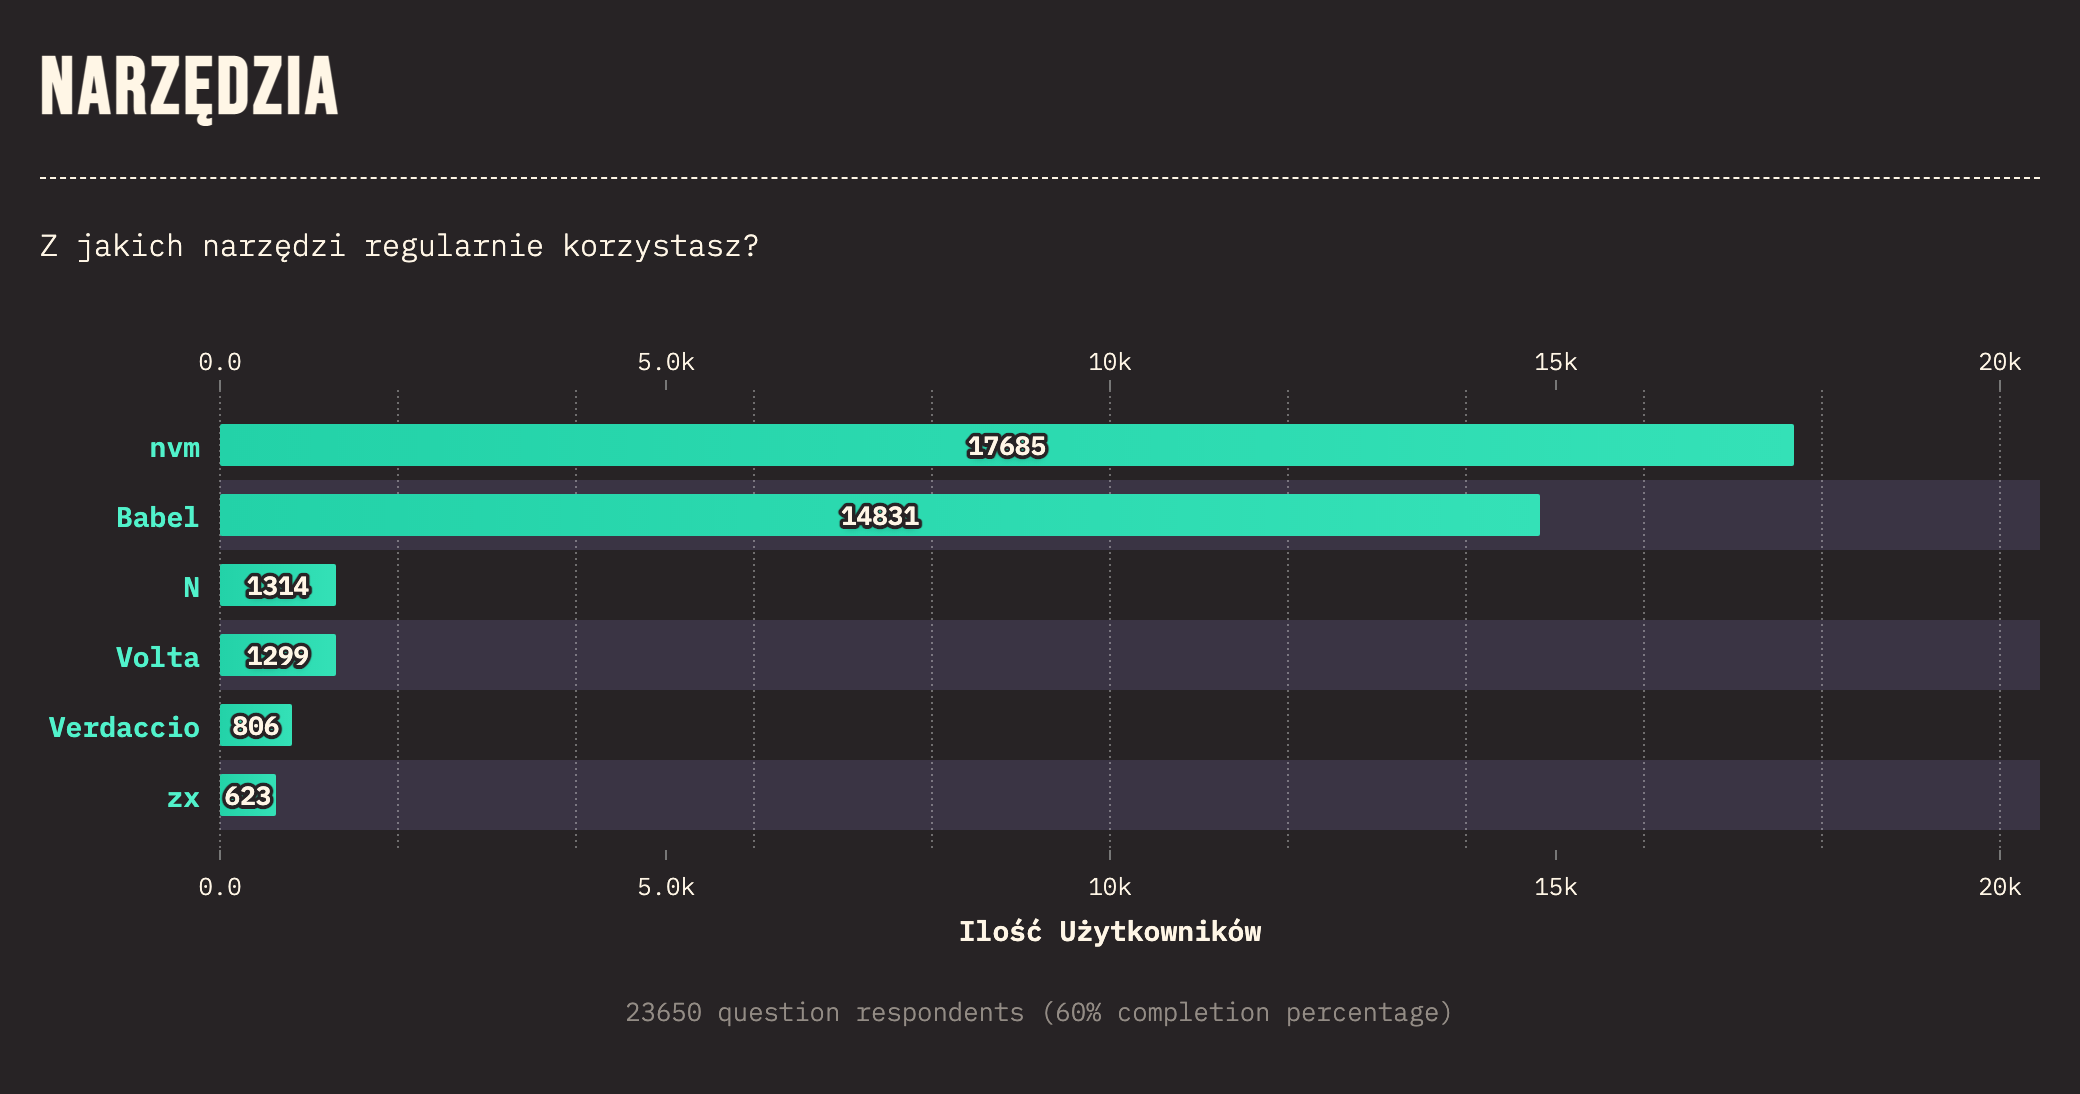 NARZĘDZIA
Z jakich narzędzi regularnie korzystasz?
0.0 5.0k 10k 15k 20k
nvm 17685
Babel 14831
N 1314
Volta 1299
Verdaccio 806
zx 623
0.0 5.0k 10k 15k 20k
Ilość Użytkowników
23650 question respondents (60% completion percentage)